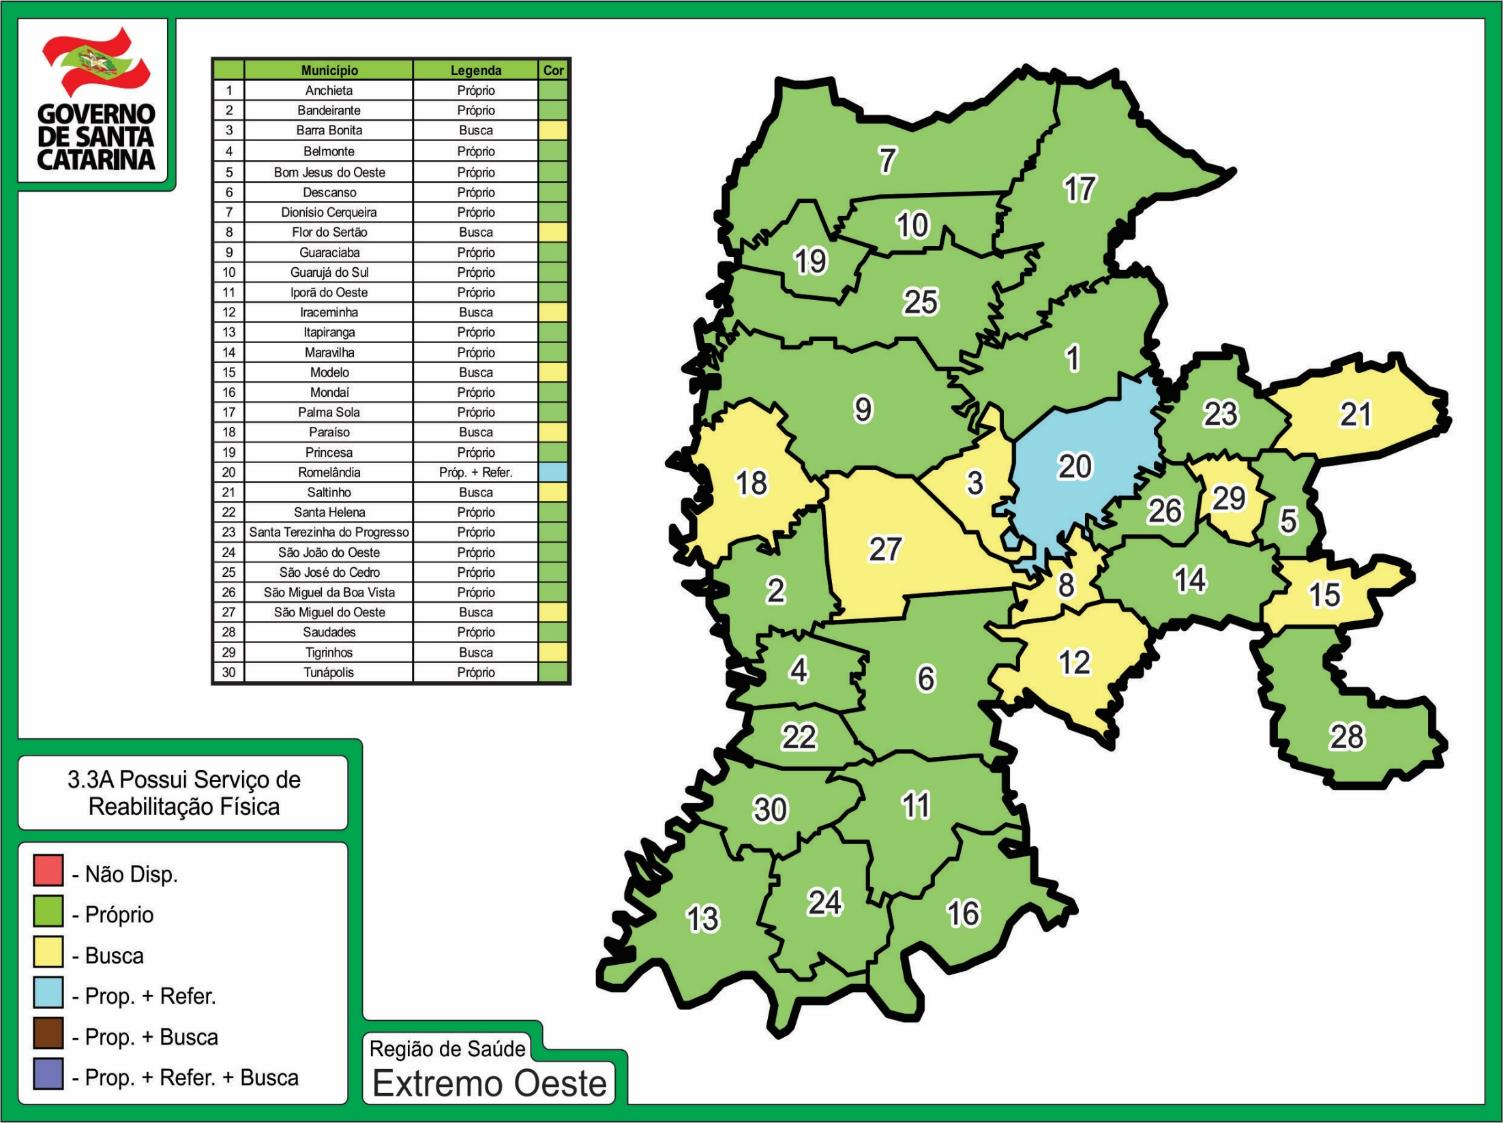 GOVERNO
DE SANTA
CATARINA
Município Legenda Cor
1 Anchieta Próprio
2 Bandeirante Próprio
3 Barra Bonita Busca
4 Belmonte Próprio
5 Bom Jesus do Oeste Próprio
6 Descanso Próprio
7 Dionísio Cerqueira Próprio
8 Flor do Sertão Busca
9 Guaraciaba Próprio
10 Guarujá do Sul Próprio
11 Iporã do Oeste Próprio
12 Iraceminha Busca
13 Itapiranga Próprio
14 Maravilha Próprio
15 Modelo Busca
16 Mondaí Próprio
17 Palma Sola Próprio
18 Paraíso Busca
19 Princesa Próprio
20 Romelândia Próp. + Refer.
21 Saltinho Busca
22 Santa Helena Próprio
23 Santa Terezinha do Progresso Próprio
24 São João do Oeste Próprio
25 São José do Cedro Próprio
26 São Miguel da Boa Vista Próprio
27 São Miguel do Oeste Busca
28 Saudades Próprio
29 Tigrinhos Busca
30 Tunápolis Próprio
7
17
10
19
25
1
9
23
21
18
3
20
26
29
5
27
2
8
14
15
4
6
12
22
28
30
11
13
24
16
3.3A Possui Serviço de
Reabilitação Física
- Não Disp.
- Próprio
- Busca
- Prop. + Refer.
- Prop. + Busca
- Prop. + Refer. + Busca
Região de Saúde
Extremo Oeste